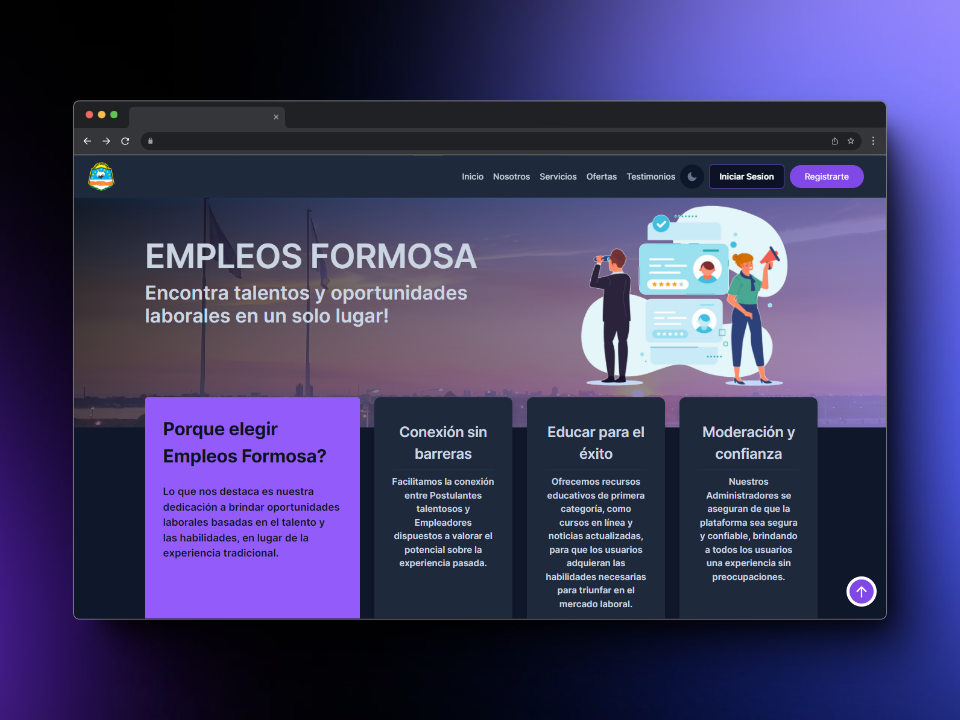 Inicio Nosotros Servicios Ofertas Testimonios Iniciar Sesion Registrarte
EMPLEOS FORMOSA
Encontra talentos y oportunidades
laborales en un solo lugar!
Porque elegir
Empleos Formosa?
Lo que nos destaca es nuestra
dedicación a brindar oportunidades
laborales basadas en el talento y
las habilidades, en lugar de la
experiencia tradicional.
Conexión sin
barreras
Facilitamos la conexión
entre Postulantes
talentosos y
Empleadores
dispuestos a valorar el
potencial sobre la
experiencia pasada.
Educar para el
éxito
Ofrecemos recursos
educativos de primera
categoría, como
cursos en línea y
noticias actualizadas,
para que los usuarios
adquieran las
habilidades necesarias
para triunfar en el
mercado laboral.
Moderación y
confianza
Nuestros
Administradores se
aseguran de que la
plataforma sea segura
y confiable, brindando
a todos los usuarios
una experiencia sin
preocupaciones.